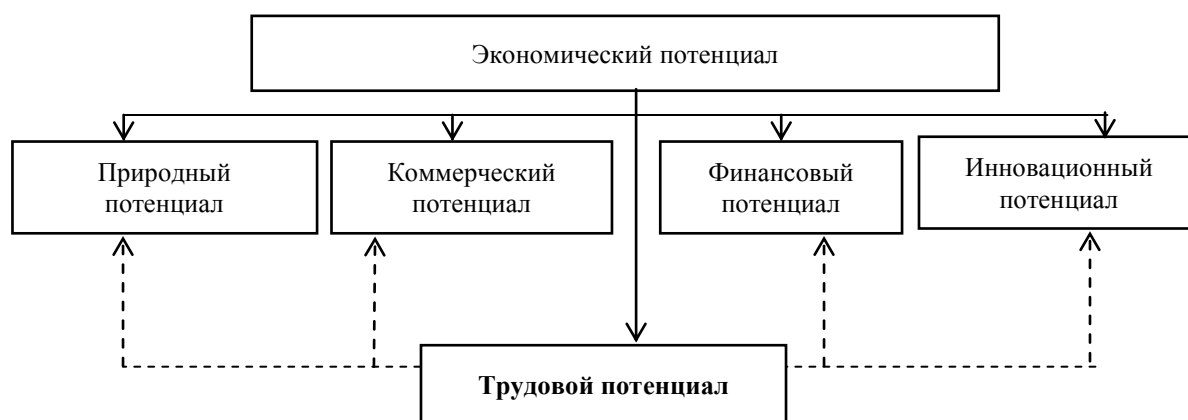 Экономический потенциал
Природный
потенциал
Коммерческий
потенциал
Финансовый
потенциал
Инновационный
потенциал
Трудовой потенциал